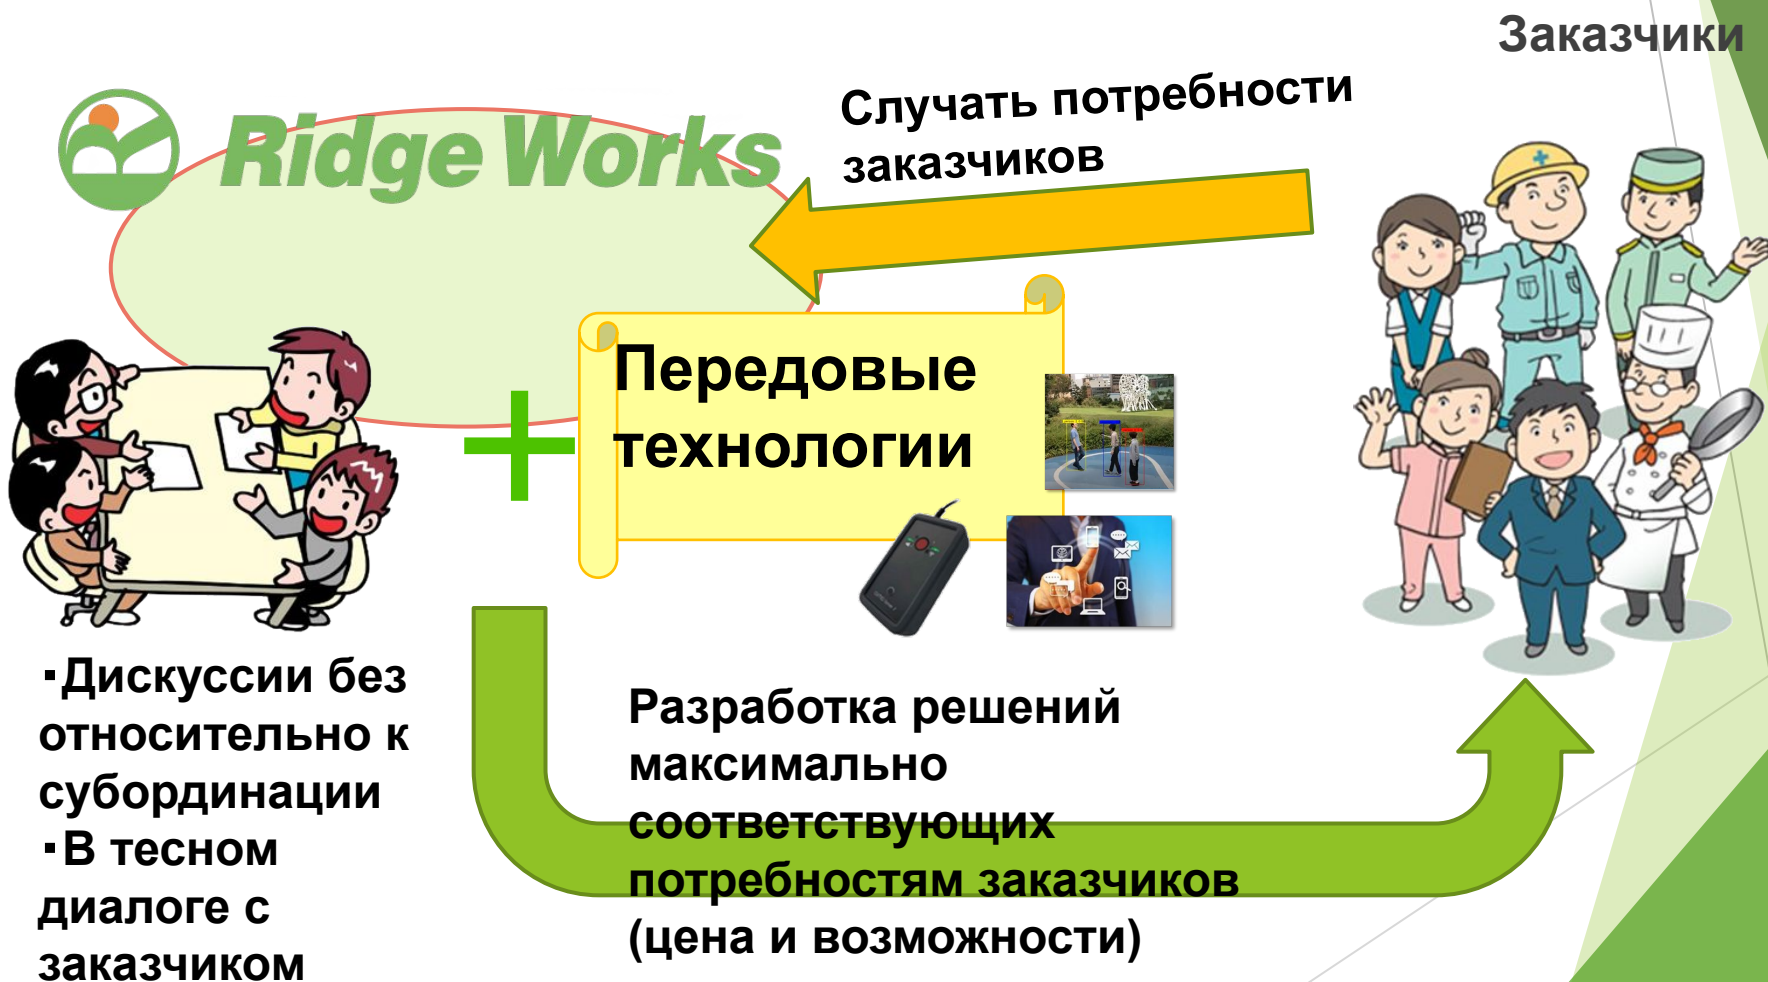 Заказчики
Ridge Works
Случать потребности
заказчиков
Передовые
технологии
▪Дискуссии без
относительно к
субординации
▪В тесном
диалоге с
заказчиком
Разработка решений
максимально
соответствующих
потребностям заказчиков
(цена и возможности)